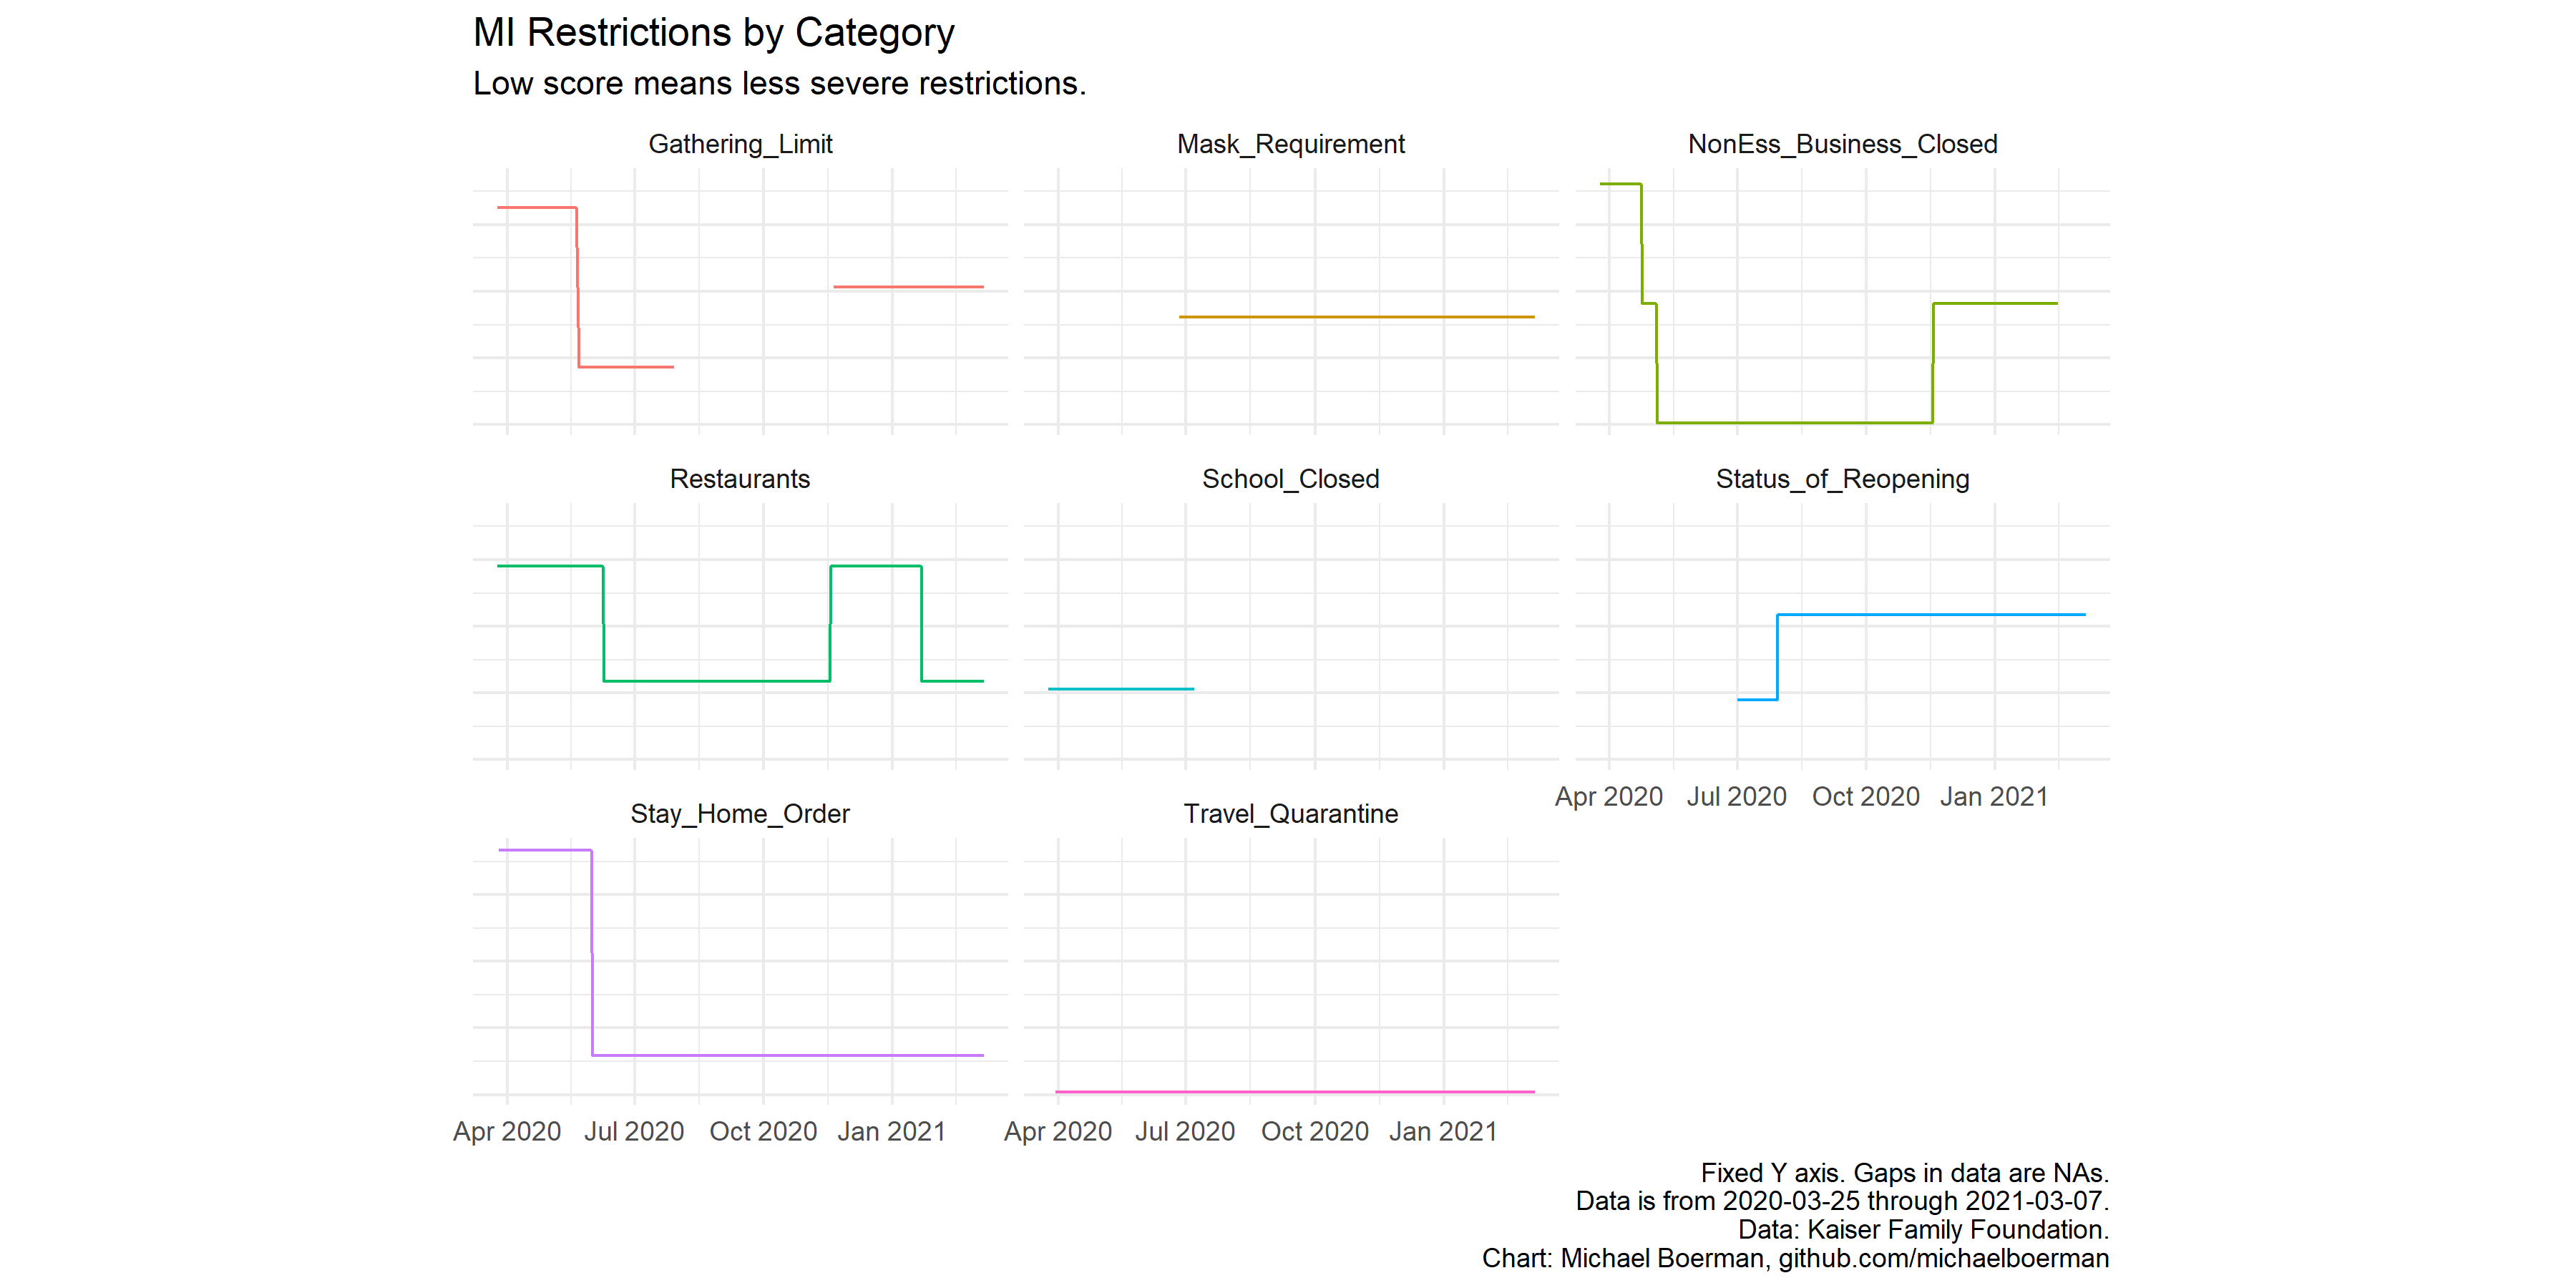 MI Restrictions by Category
Low score means less severe restrictions.
Gathering_Limit
Mask_Requirement
NonEss_Business_Closed
Restaurants
School_Closed
Status_of_Reopening
Apr 2020 Jul 2020 Oct 2020 Jan 2021
Stay_Home_Order
Travel_Quarantine
Apr 2020 Jul 2020 Oct 2020 Jan 2021
Apr 2020 Jul 2020 Oct 2020 Jan 2021
Fixed Y axis. Gaps in data are NAs.
Data is from 2020-03-25 through 2021-03-07.
Data: Kaiser Family Foundation.
Chart: Michael Boerman, github.com/michaelboerman